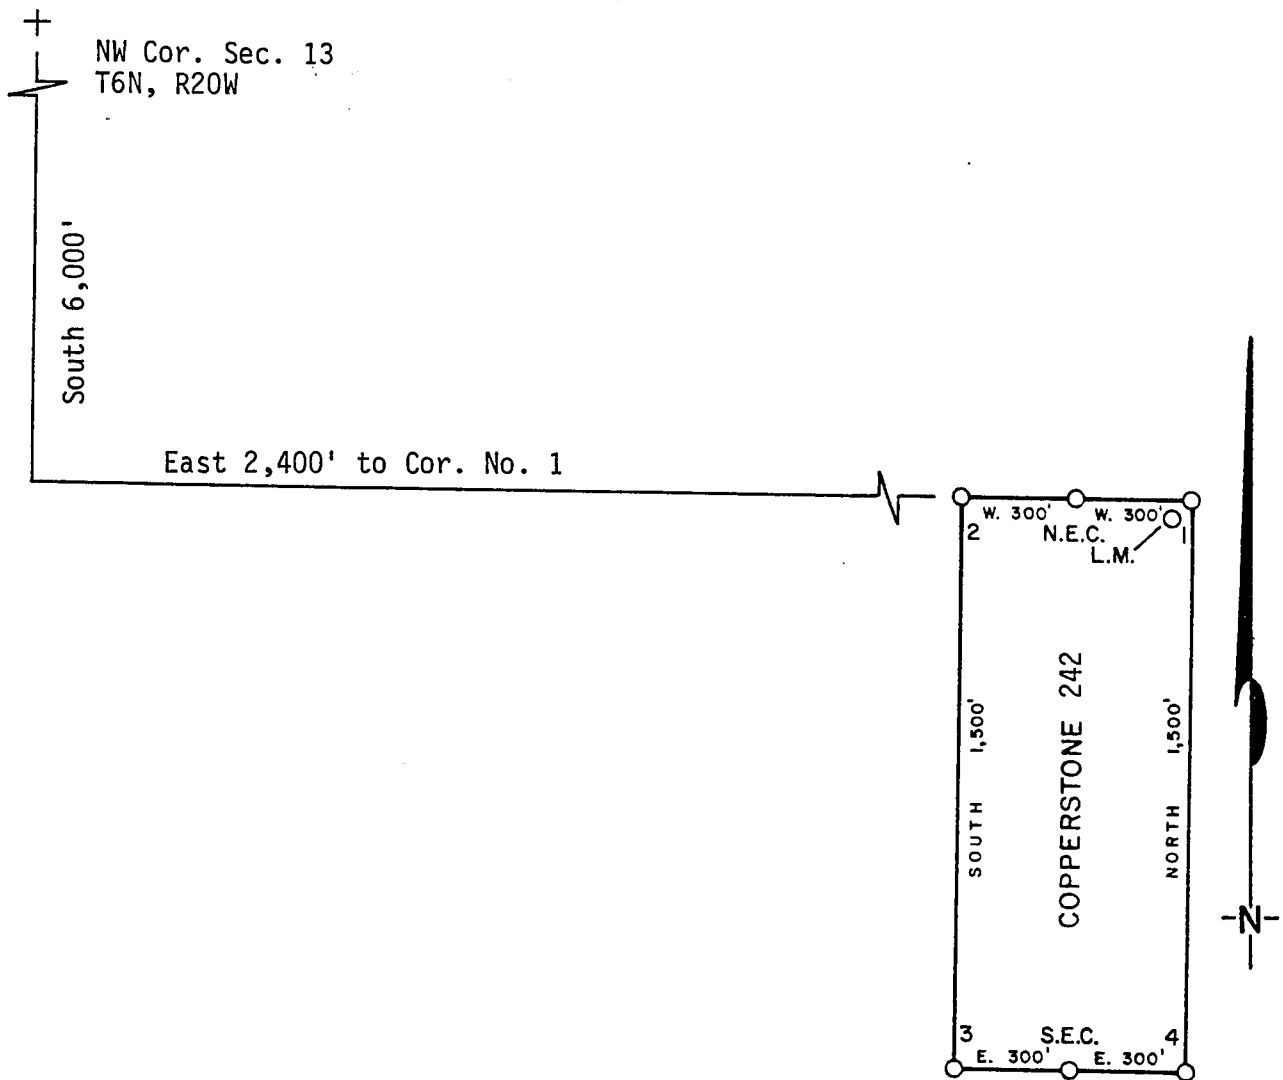 NW Cor. Sec. 13
T6N, R20W
South 6,000'
East 2,400' to Cor. No. 1
W. 300'
W. 300'
2
N.E.C.
1
L.M.
COPPERSTONE 242
SOUTH 1,500'
NORTH 1,500'
-N-
3
S.E.C.
4
E. 300'
E. 300'